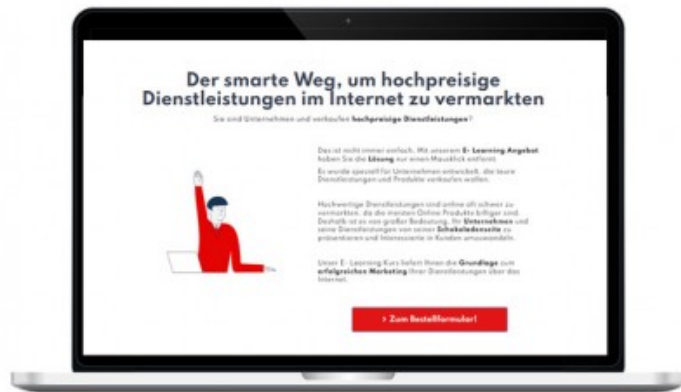 Der smarte Weg, um hochpreisige
Dienstleistungen im Internet zu vermarkten
Sie sind Unternehmen und verkaufen hochpreisige Dienstleistungen?
Das ist nicht immer einfach. Mit unserem E- Learning Angebot
haben Sie die Lösung nur einen Mausklick entfernt.
Es wurde speziell für Unternehmen entwickelt, die teure
Dienstleistungen und Produkte verkaufen wollen.
Hochwertige Dienstleistungen sind online oft schwer zu
vermarkten, da die meisten Online Produkte billiger sind.
Deshalb ist es von großer Bedeutung, Ihr Unternehmen und
seine Dienstleistungen von seiner Schokoladenseite zu
präsentieren und Interessierte in Kunden umzuwandeln.
Unser E- Learning Kurs liefert Ihnen die Grundlage zum
erfolgreichen Marketing Ihrer Dienstleistungen über das
Internet.
> Zum Bestellformular!